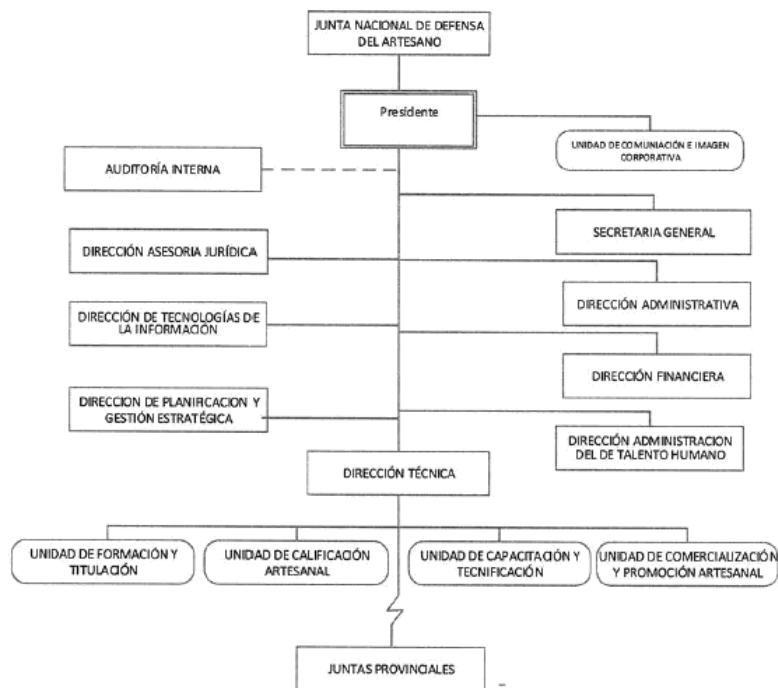 JUNTA NACIONAL DE DEFENSA
DEL ARTESANO
Presidente
UNIDAD DE COMUNIACIÓN E IMAGEN
CORPORATIVA
AUDITORÍA INTERNA
SECRETARIA GENERAL
DIRECCIÓN ASESORIA JURÍDICA
DIRECCIÓN ADMINISTRATIVA
DIRECCIÓN DE TECNOLOGÍAS DE
LA INFORMACIÓN
DIRECCIÓN FINANCIERA
DIRECCION DE PLANIFICACION Y
GESTIÓN ESTRATÉGICA
DIRECCIÓN ADMINISTRACION
DEL DE TALENTO HUMANO
DIRECCIÓN TÉCNICA
UNIDAD DE FORMACIÓN Y
TITULACIÓN
UNIDAD DE CALIFICACIÓN
ARTESANAL
UNIDAD DE CAPACITACIÓN Y
TECNIFICACIÓN
UNIDAD DE COMERCIALIZACIÓN
Y PROMOCIÓN ARTESANAL
JUNTAS PROVINCIALES